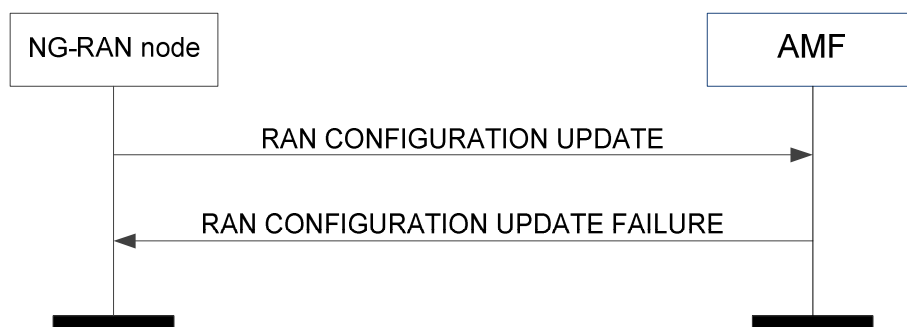 NG-RAN node
AMF
RAN CONFIGURATION UPDATE
RAN CONFIGURATION UPDATE FAILURE